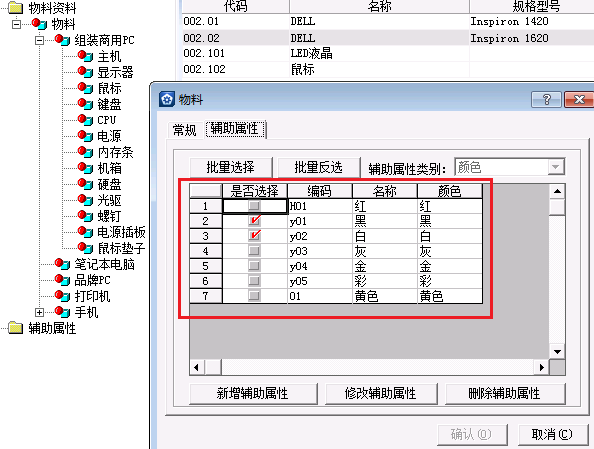 物料资料
物料
组装商用PC
主机
显示器
鼠标
键盘
CPU
电源
内存条
机箱
硬盘
光驱
螺钉
电源插板
鼠标垫子
笔记本电脑
品牌PC
打印机
手机
辅助属性
代码 名称 规格型号
002.01 DELL Inspiron 1420
002.02 DELL Inspiron 1620
002.101 LED液晶
002.102 鼠标
物料
常规 辅助属性
批量选择 批量反选 辅助属性类别: 颜色
是否选择 编码 名称 颜色
1 H01 红 红
2 y01 黑 黑
3 y02 白 白
4 y03 灰 灰
5 y04 金 金
6 y05 彩 彩
7 01 黄色 黄色
新增辅助属性 修改辅助属性 删除辅助属性
确认(O) 取消(C)